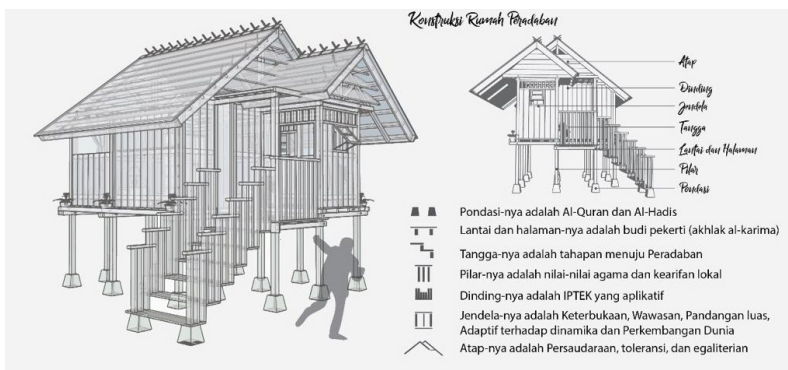 Konstruksi Rumah Peradaban
Atap
Dinding
Jendela
Tangga
Lantai dan Halaman
Pilar
Pondasi
Pondasi-nya adalah Al-Quran dan Al-Hadis
Lantai dan halaman-nya adalah budi pekerti (akhlak al-karima)
Tangga-nya adalah tahapan menuju Peradaban
Pilar-nya adalah nilai-nilai agama dan kearifan lokal
Dinding-nya adalah IPTEK yang aplikatif
Jendela-nya adalah Keterbukaan, Wawasan, Pandangan luas,
Adaptif terhadap dinamika dan Perkembangan Dunia
Atap-nya adalah Persaudaraan, toleransi, dan egaliterian